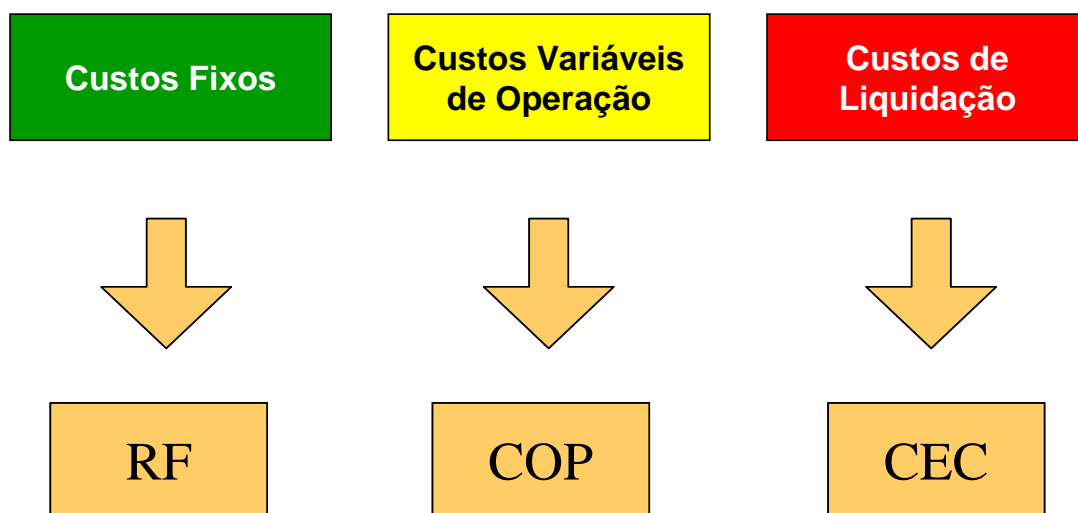 Custos Fixos
Custos Variáveis
de Operação
Custos de
Liquidação
RF
COP
CEC